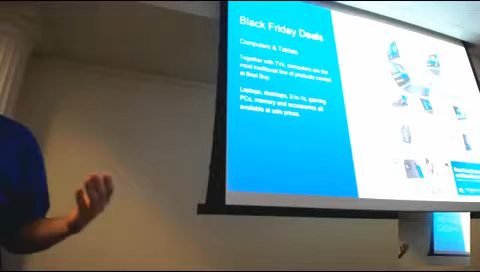 Black Friday Deals
Computers & Tablets
Together with TVs, computers are the
most traditional line of products carried
at Best Buy
Laptops, desktops, 2-in-1s, gaming
PCs, memory and accessories all
available at sale prices.